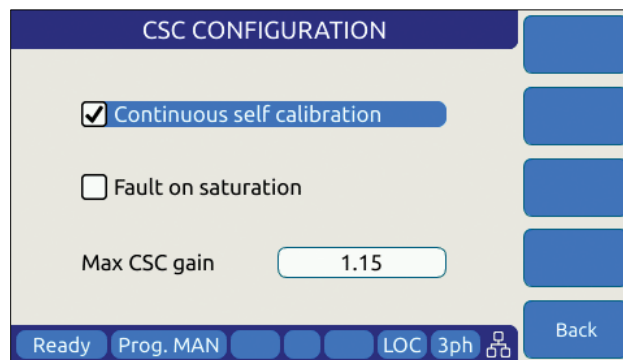 CSC CONFIGURATION
Continuous self calibration
Fault on saturation
Max CSC gain 1.15
Back
Ready Prog. MAN LOC 3ph